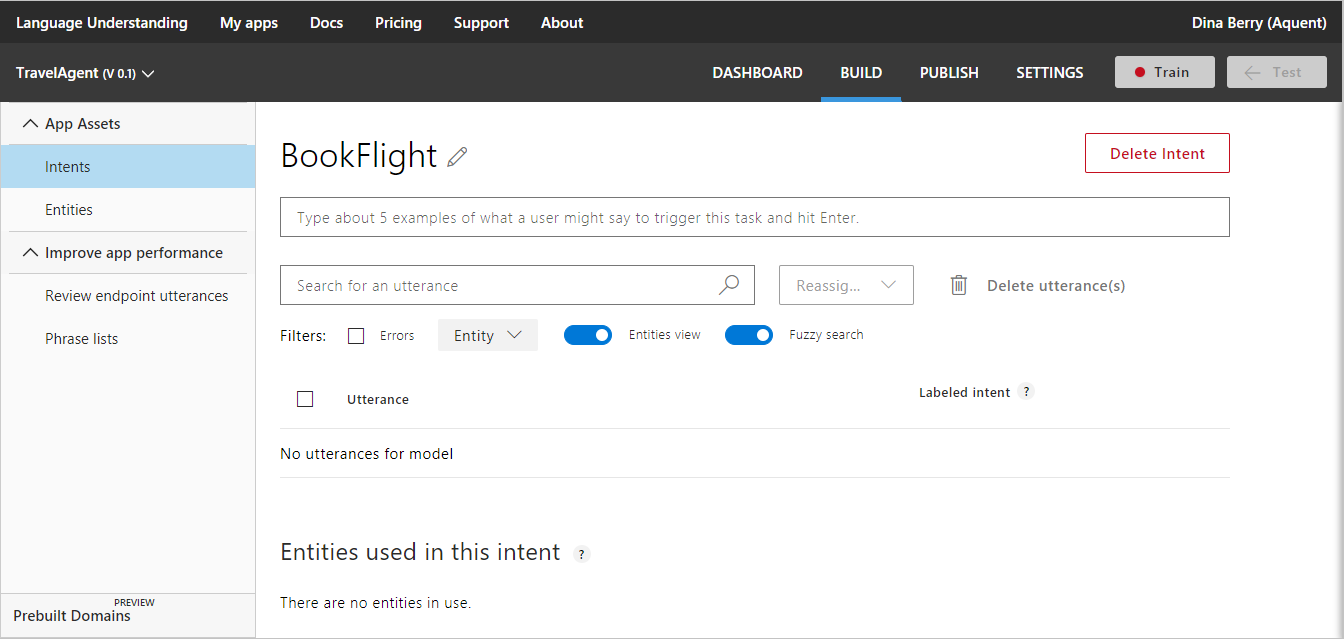 Language Understanding My apps Docs Pricing Support About Dina Berry (Aquent)
TravelAgent (V 0.1) DASHBOARD BUILD PUBLISH SETTINGS Train Test
App Assets
Intents
Entities
Improve app performance
Review endpoint utterances
Phrase lists
PREVIEW
Prebuilt Domains
BookFlight Delete Intent
Type about 5 examples of what a user might say to trigger this task and hit Enter.
Search for an utterance Reassig... Delete utterance(s)
Filters: Errors Entity Entities view Fuzzy search
Utterance Labeled intent ?
No utterances for model
Entities used in this intent ?
There are no entities in use.